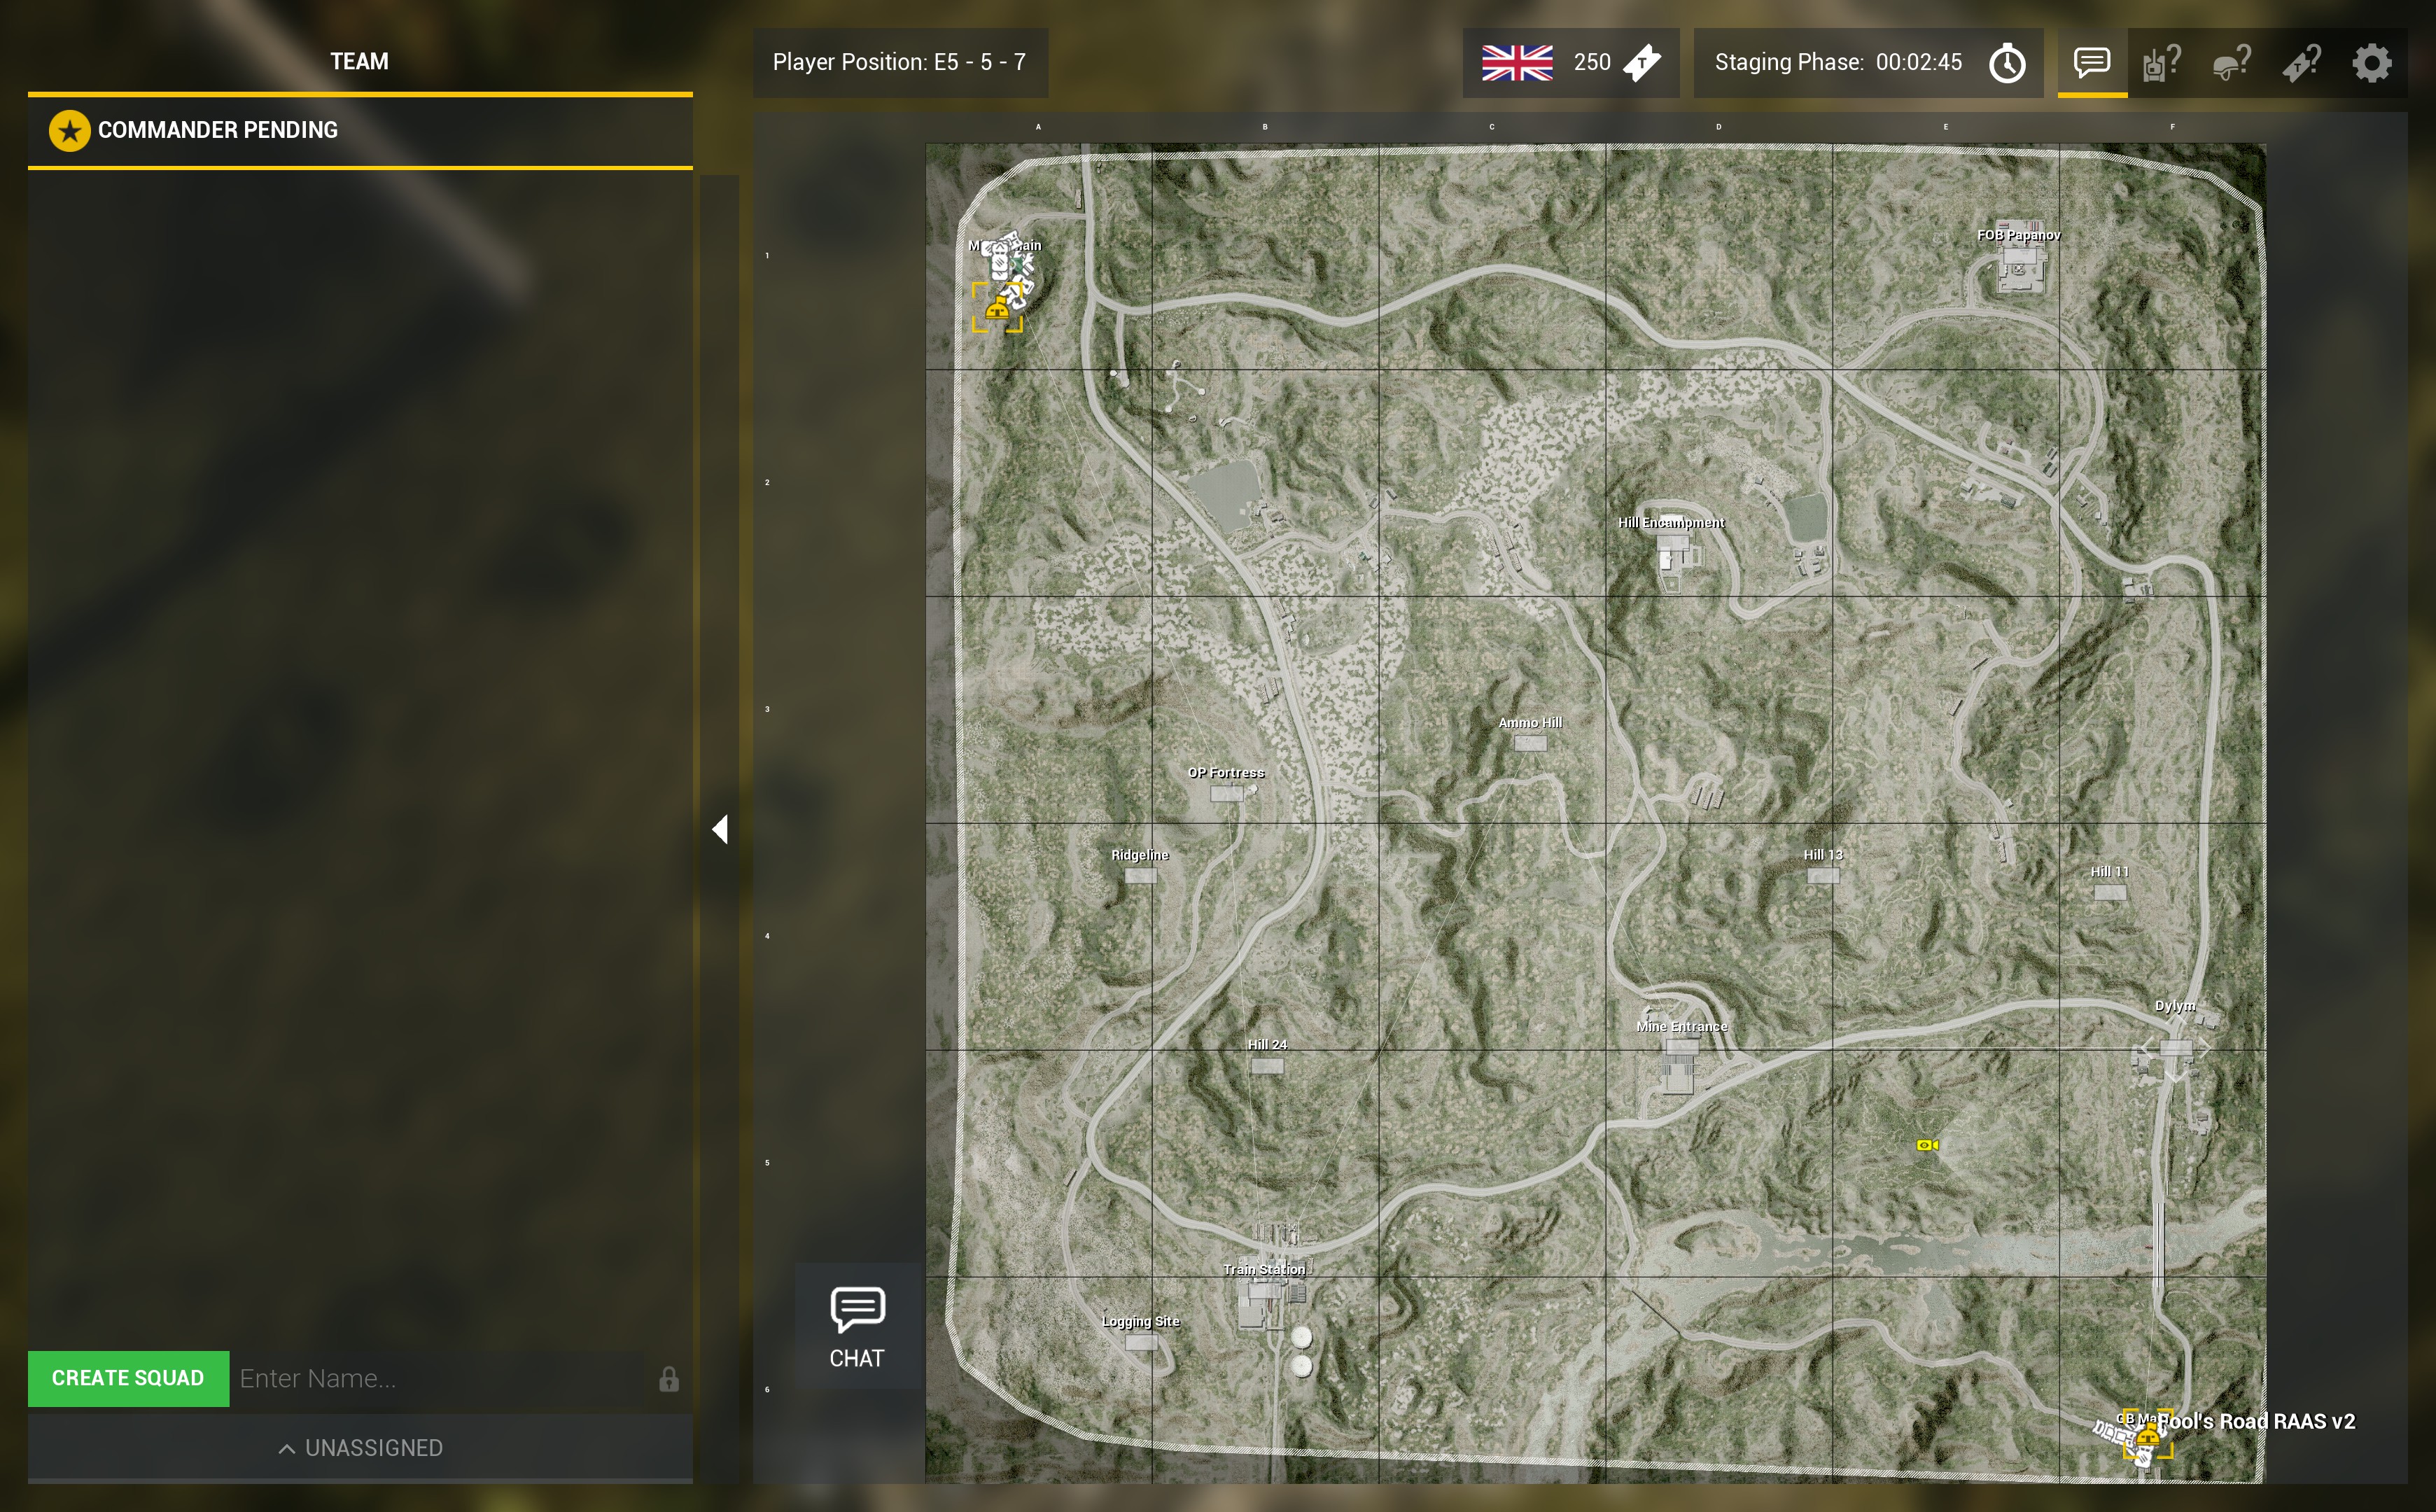 TEAM
COMMANDER PENDING
CREATE SQUAD
Enter Name...
UNASSIGNED
Player Position: E5 - 5 - 7
250
T
Staging Phase: 00:02:45
?
?
T?
A
B
C
D
E
F
1
2
3
4
5
6
FOB Papanov
Hill Encampment
Ammo Hill
OP Fortress
Ridgeline
Hill 13
Hill 11
Dylym
Mine Entrance
Hill 24
Train Station
Logging Site
CHAT
Fool's Road RAAS v2